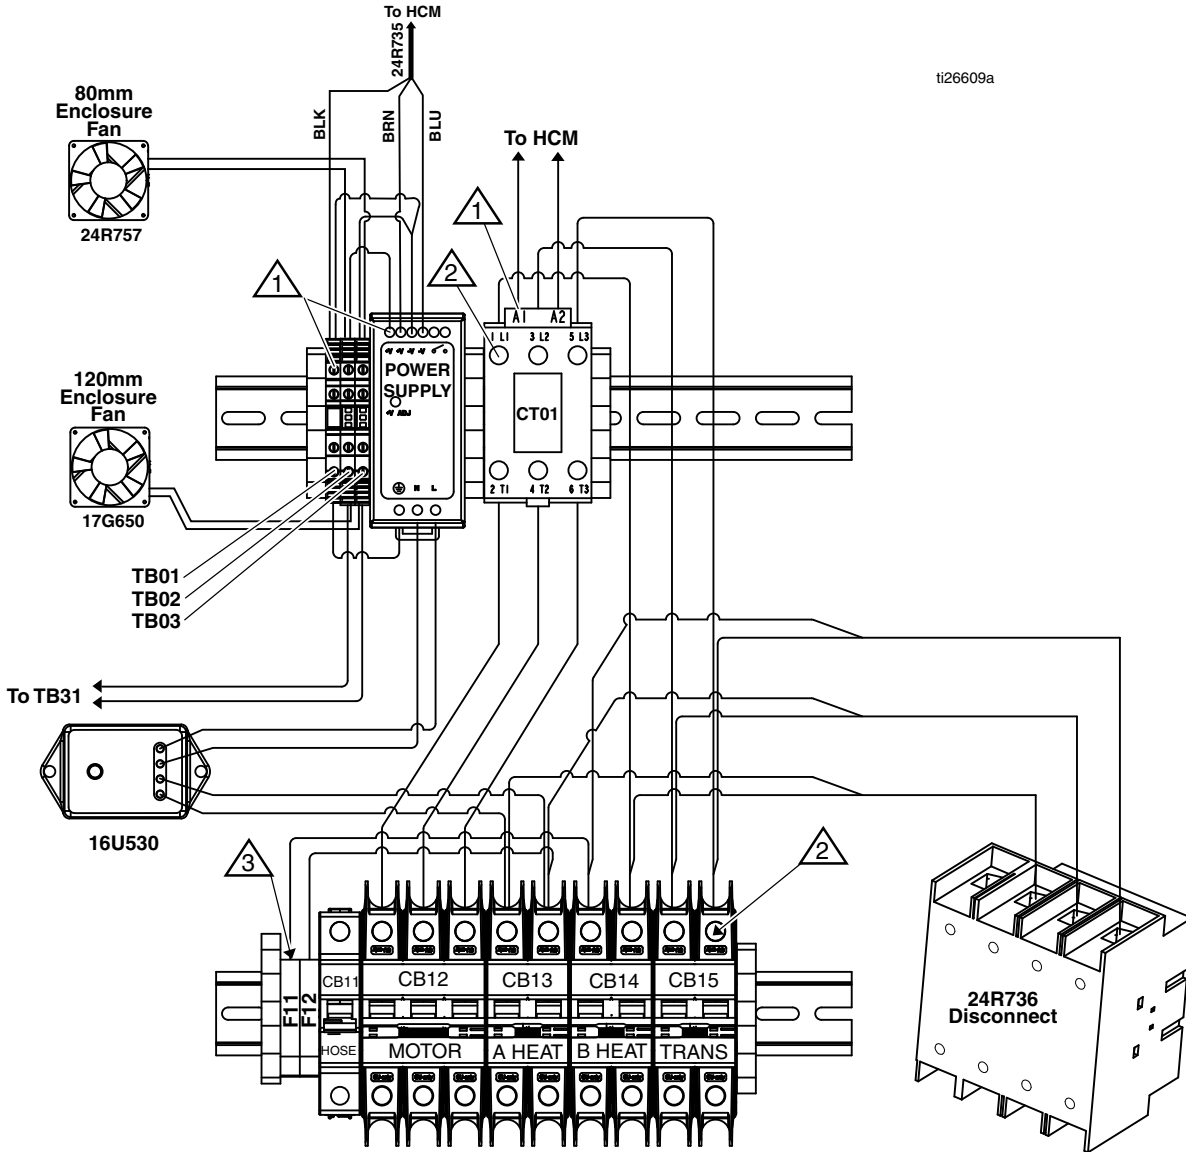 To HCM
24R735
ti26609a
80mm
Enclosure
Fan
24R757
BLK
BRN
BLU
To HCM
1
1
2
A1 A2
1 L1 3 L2 5 L3
POWER
SUPPLY
+V ADJ
CT01
120mm
Enclosure
Fan
17G650
N L
2 T1 4 T2 6 T3
TB01
TB02
TB03
To TB31
16U530
3
2
F11
F12
CB11
CB12
CB13
CB14
CB15
HOSE
MOTOR
A HEAT
B HEAT
TRANS
24R736
Disconnect